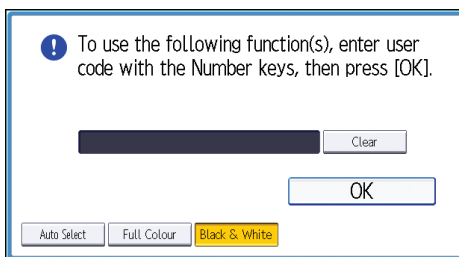 To use the following function(s), enter user
code with the Number keys, then press [OK].
Clear
OK
Auto Select Full Colour Black & White